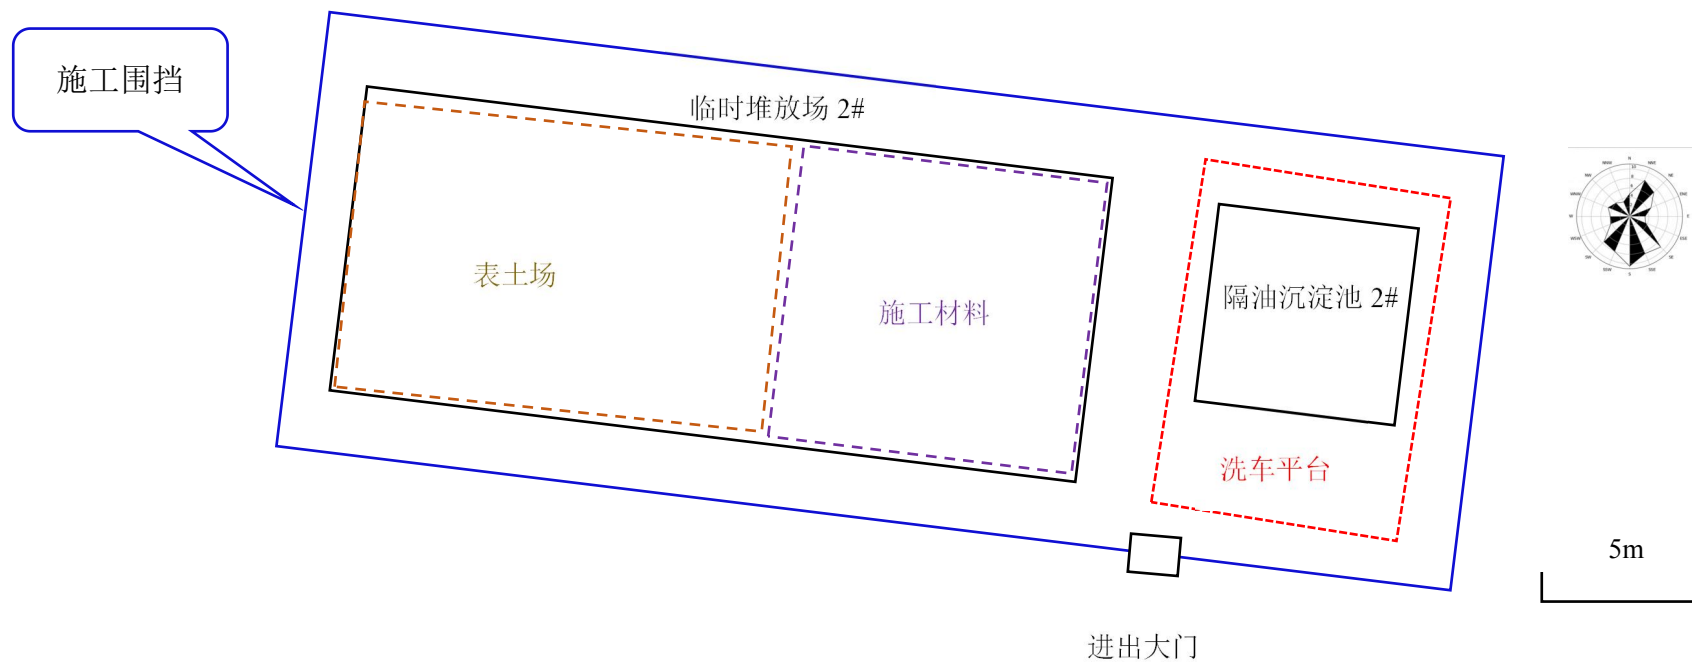 施工围挡
临时堆放场 2#
表土场
施工材料
隔油沉淀池 2#
洗车平台
5m
进出大门